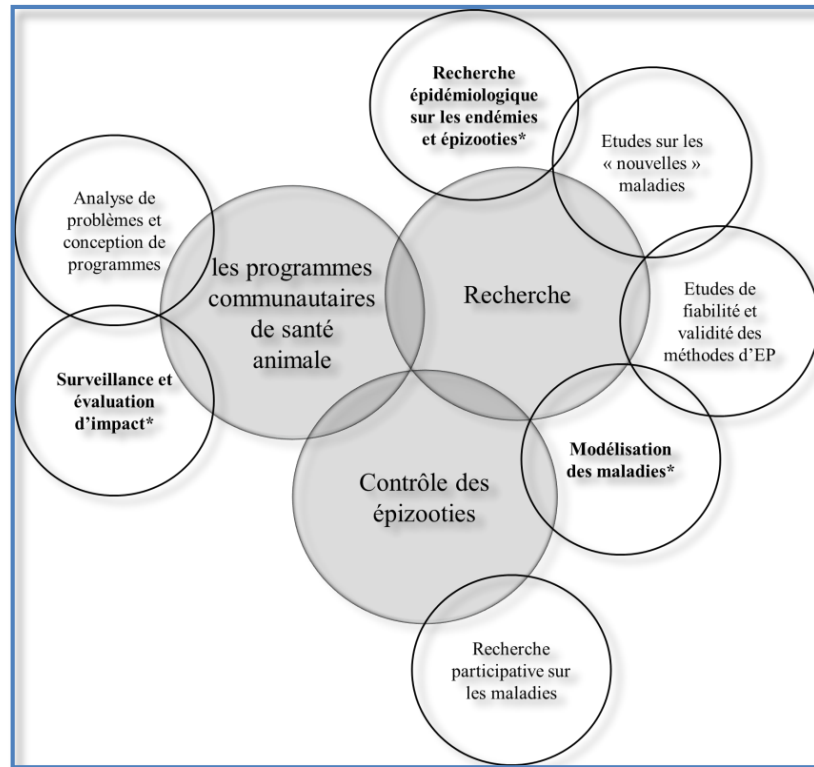 Recherche
épidémiologique
sur les endémies
et épizooties*
Etudes sur les
« nouvelles »
maladies
Analyse de
problèmes et
conception de
programmes
les programmes
communautaires
de santé
animale
Recherche
Etudes de
fiabilité et
validité des
méthodes d'EP
Surveillance et
évaluation
d'impact*
Modélisation
des maladies*
Contrôle des
épizooties
Recherche
participative sur
les maladies